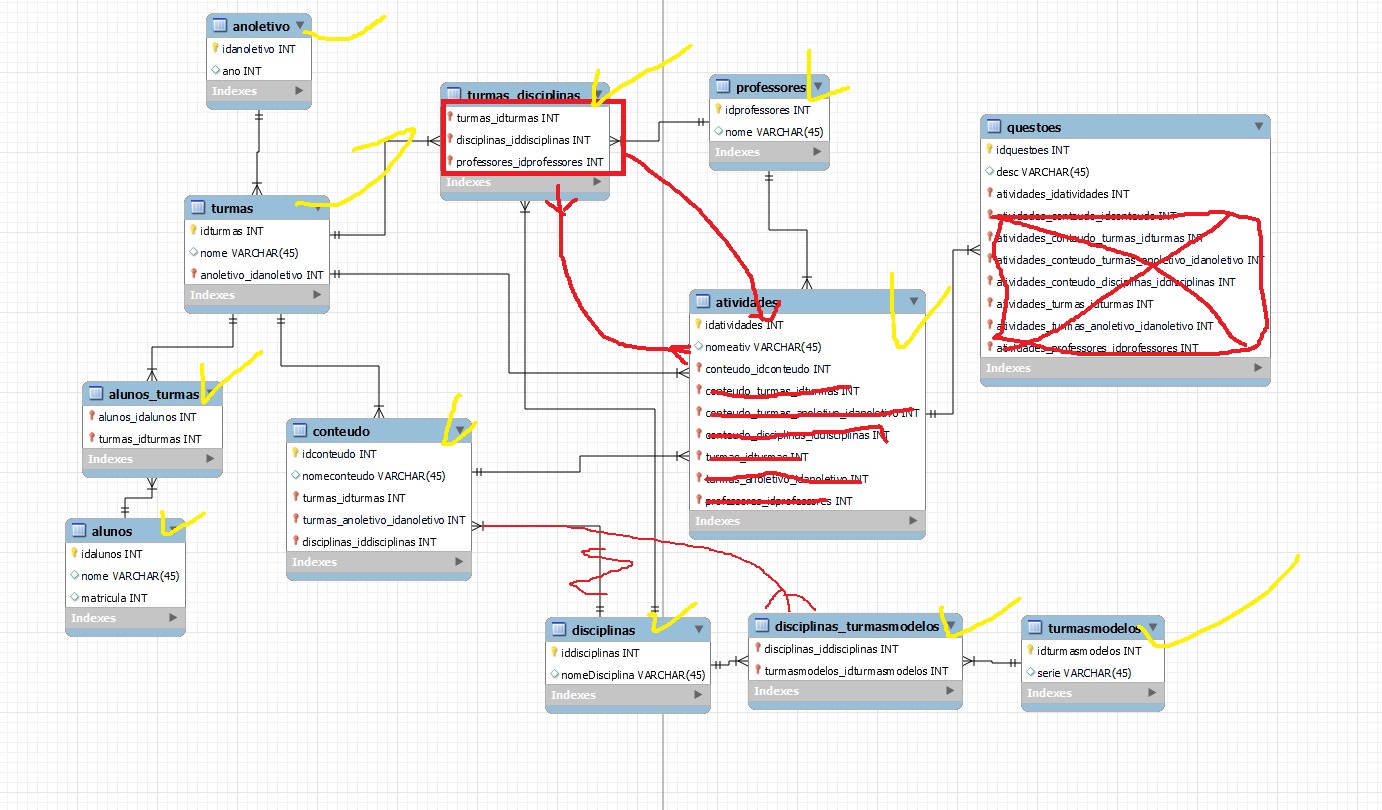 anoletivo
idanoletivo INT
ano INT
Indexes
turmas_disciplinas
turmas_idturmas INT
disciplinas_iddisciplinas INT
professores_idprofessores INT
Indexes
professores
idprofessores INT
nome VARCHAR(45)
Indexes
questoes
idquestoes INT
desc VARCHAR(45)
atividades_idatividades INT
atividades_conteudo_idconteudo INT
atividades_conteudo_turmas_idturmas INT
atividades_conteudo_turmas_anoletivo_idanoletivo INT
atividades_conteudo_disciplinas_iddisciplinas INT
atividades_turmas_idturmas INT
atividades_turmas_anoletivo_idanoletivo INT
atividades_professores_idprofessores INT
Indexes
turmas
idturmas INT
nome VARCHAR(45)
anoletivo_idanoletivo INT
Indexes
atividades
idatividades INT
nomeativ VARCHAR(45)
conteudo_idconteudo INT
conteudo_turmas_idturmas INT
conteudo_turmas_anoletivo_idanoletivo INT
conteudo_disciplinas_iddisciplinas INT
turmas_idturmas INT
turmas_anoletivo_idanoletivo INT
professores_idprofessores INT
Indexes
alunos_turmas
alunos_idalunos INT
turmas_idturmas INT
Indexes
conteudo
idconteudo INT
nomeconteudo VARCHAR(45)
turmas_idturmas INT
turmas_anoletivo_idanoletivo INT
disciplinas_iddisciplinas INT
Indexes
alunos
idalunos INT
nome VARCHAR(45)
matricula INT
Indexes
disciplinas
iddisciplinas INT
nomeDisciplina VARCHAR(45)
Indexes
disciplinas_turmasmodelos
disciplinas_iddisciplinas INT
turmasmodelos_idturmasmodelos INT
Indexes
turmasmodelos
idturmasmodelos INT
serie VARCHAR(45)
Indexes